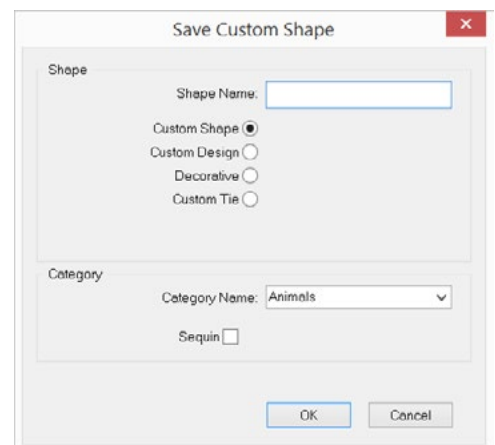 Save Custom Shape
Shape
Shape Name:
Custom Shape
Custom Design
Decorative
Custom Tie
Category
Category Name: Animals
Sequin
OK Cancel